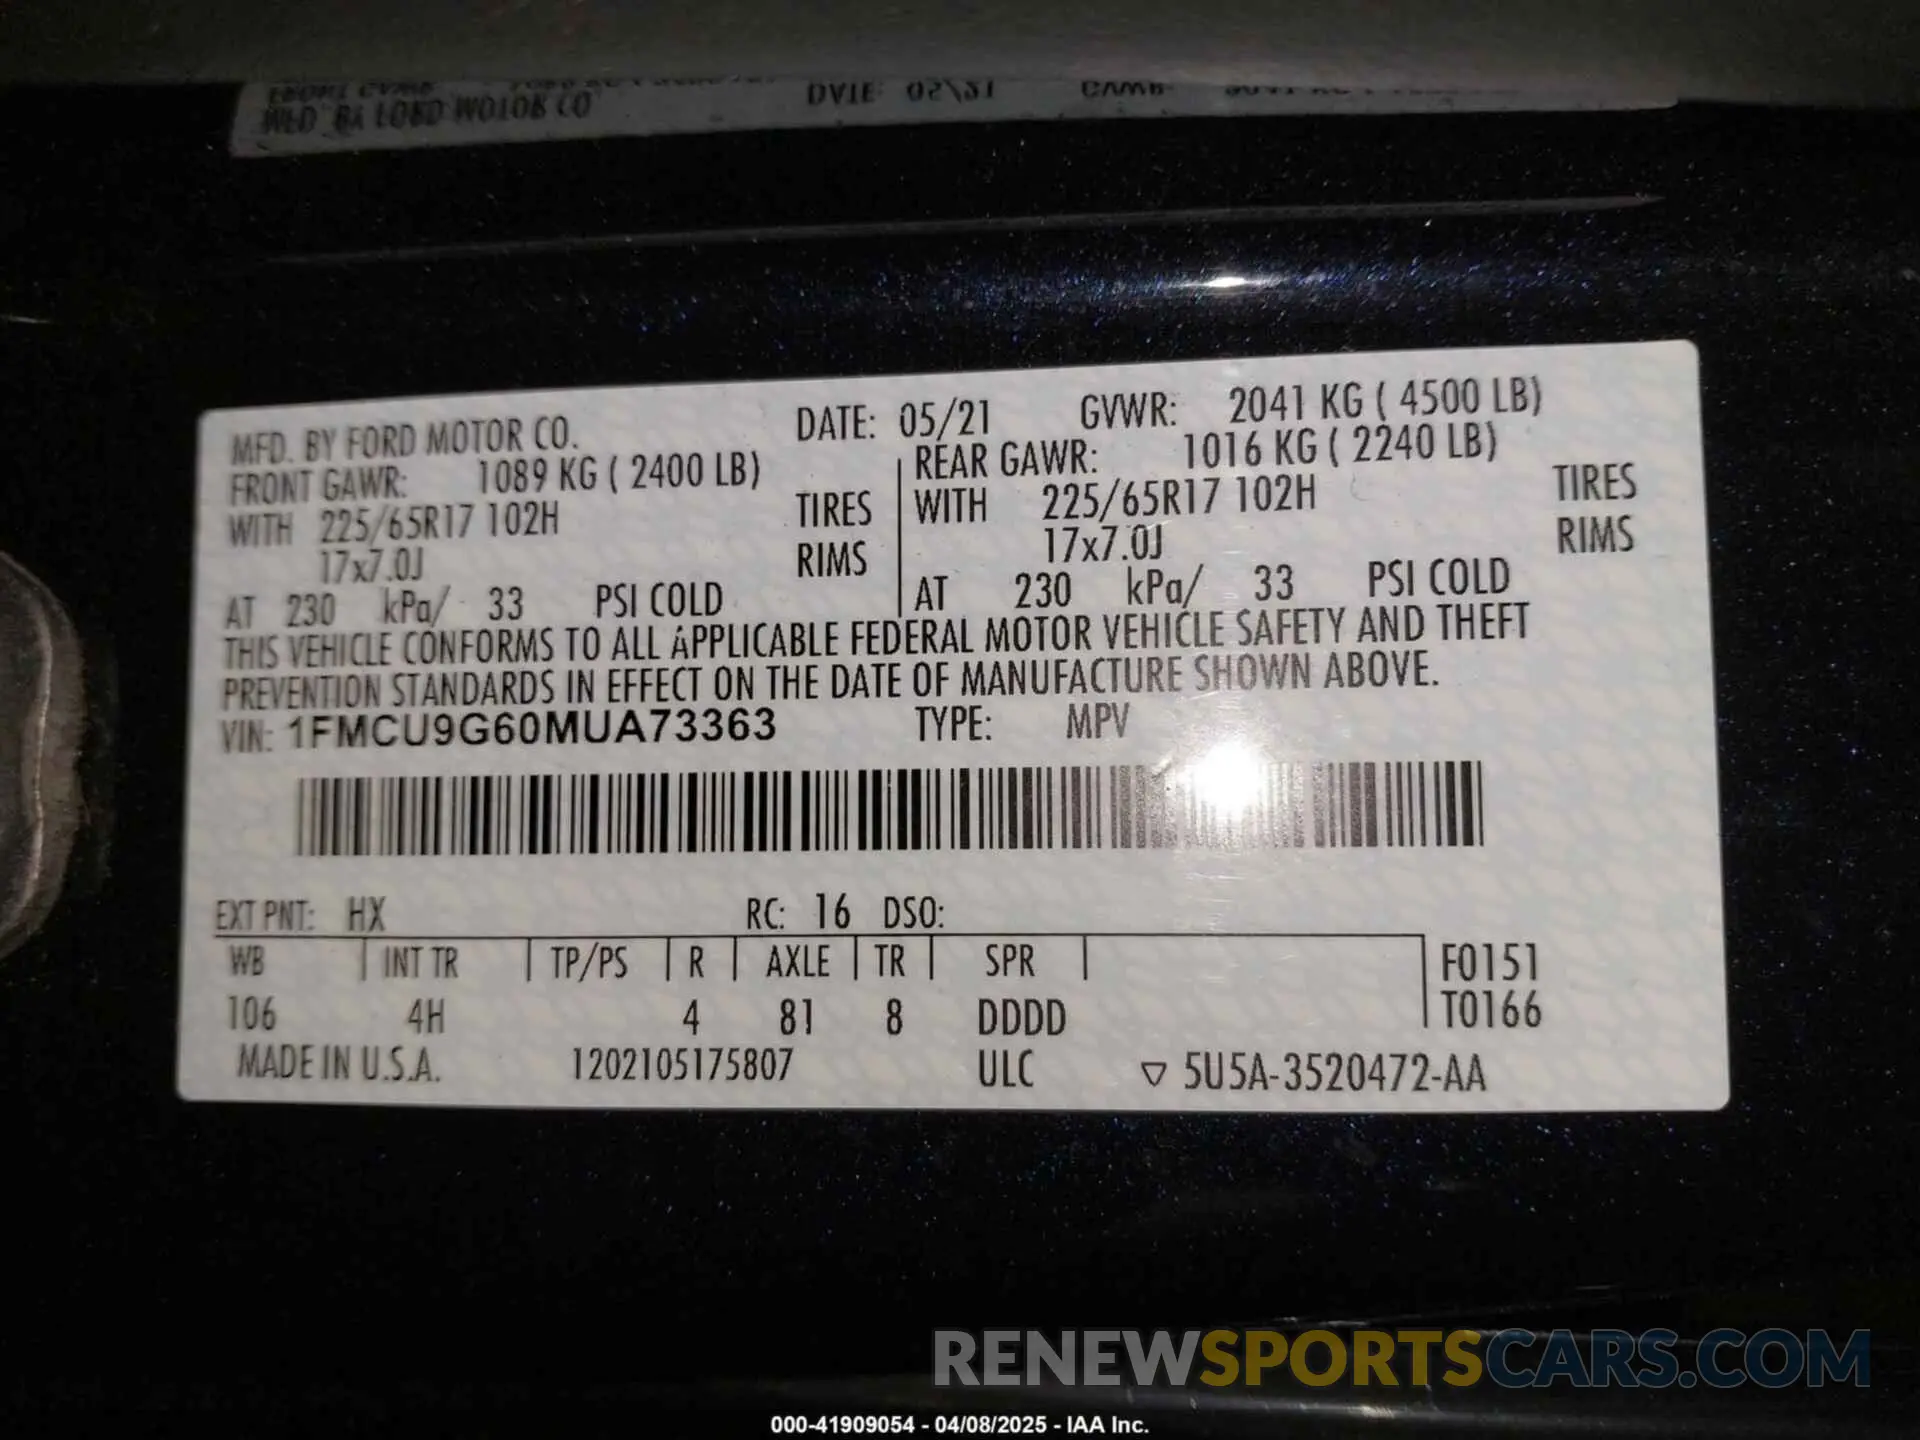 MFD. BY FORD MOTOR CO. DATE: 05/21 GVWR: 2041 KG ( 4500 LB)
FRONT GAWR: 1089 KG ( 2400 LB) REAR GAWR: 1016 KG ( 2240 LB)
WITH 225/65R17 102H TIRES WITH 225/65R17 102H TIRES
17x7.0J RIMS 17x7.0J RIMS
AT 230 kPa/ 33 PSI COLD AT 230 kPa/ 33 PSI COLD
THIS VEHICLE CONFORMS TO ALL APPLICABLE FEDERAL MOTOR VEHICLE SAFETY AND THEFT
PREVENTION STANDARDS IN EFFECT ON THE DATE OF MANUFACTURE SHOWN ABOVE.
VIN: 1FMCU9G60MUA73363 TYPE: MPV
EXT PNT: HX RC: 16 DSO:
WB INT TR TP/PS R AXLE TR SPR F0151
106 4H 4 81 8 DDDD T0166
MADE IN U.S.A. 1202105175807 ULC ▽ 5U5A-3520472-AA
RENEWSPORTSCARS.COM
000-41909054 - 04/08/2025 - IAA Inc.